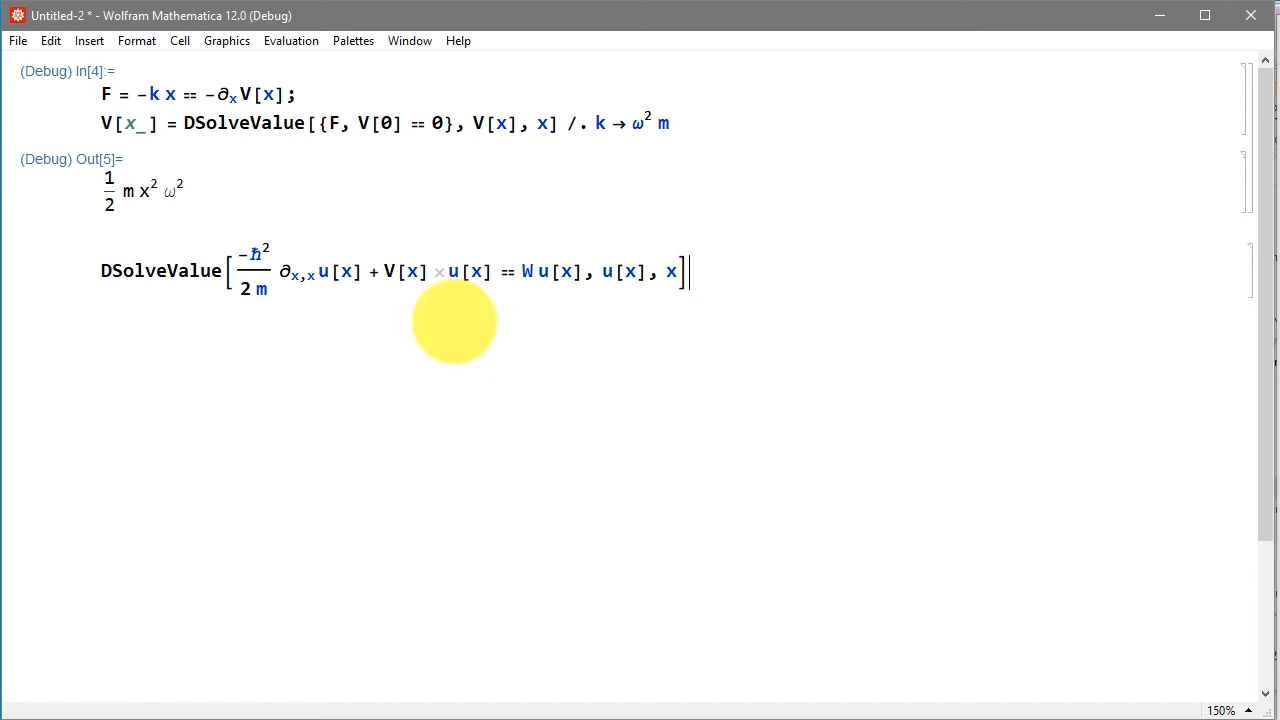 Untitled-2 * - Wolfram Mathematica 12.0 (Debug)
File Edit Insert Format Cell Graphics Evaluation Palettes Window Help
(Debug) In[4]:=
F = -k x == -∂ₓV[x];
V[x_] = DSolveValue[{F, V[0] == 0}, V[x], x] /. k → ω² m
(Debug) Out[5]=
1/2 m x² ω²
DSolveValue[-ℏ²/2 m ∂x,x u[x] + V[x] × u[x] == W u[x], u[x], x]
150%